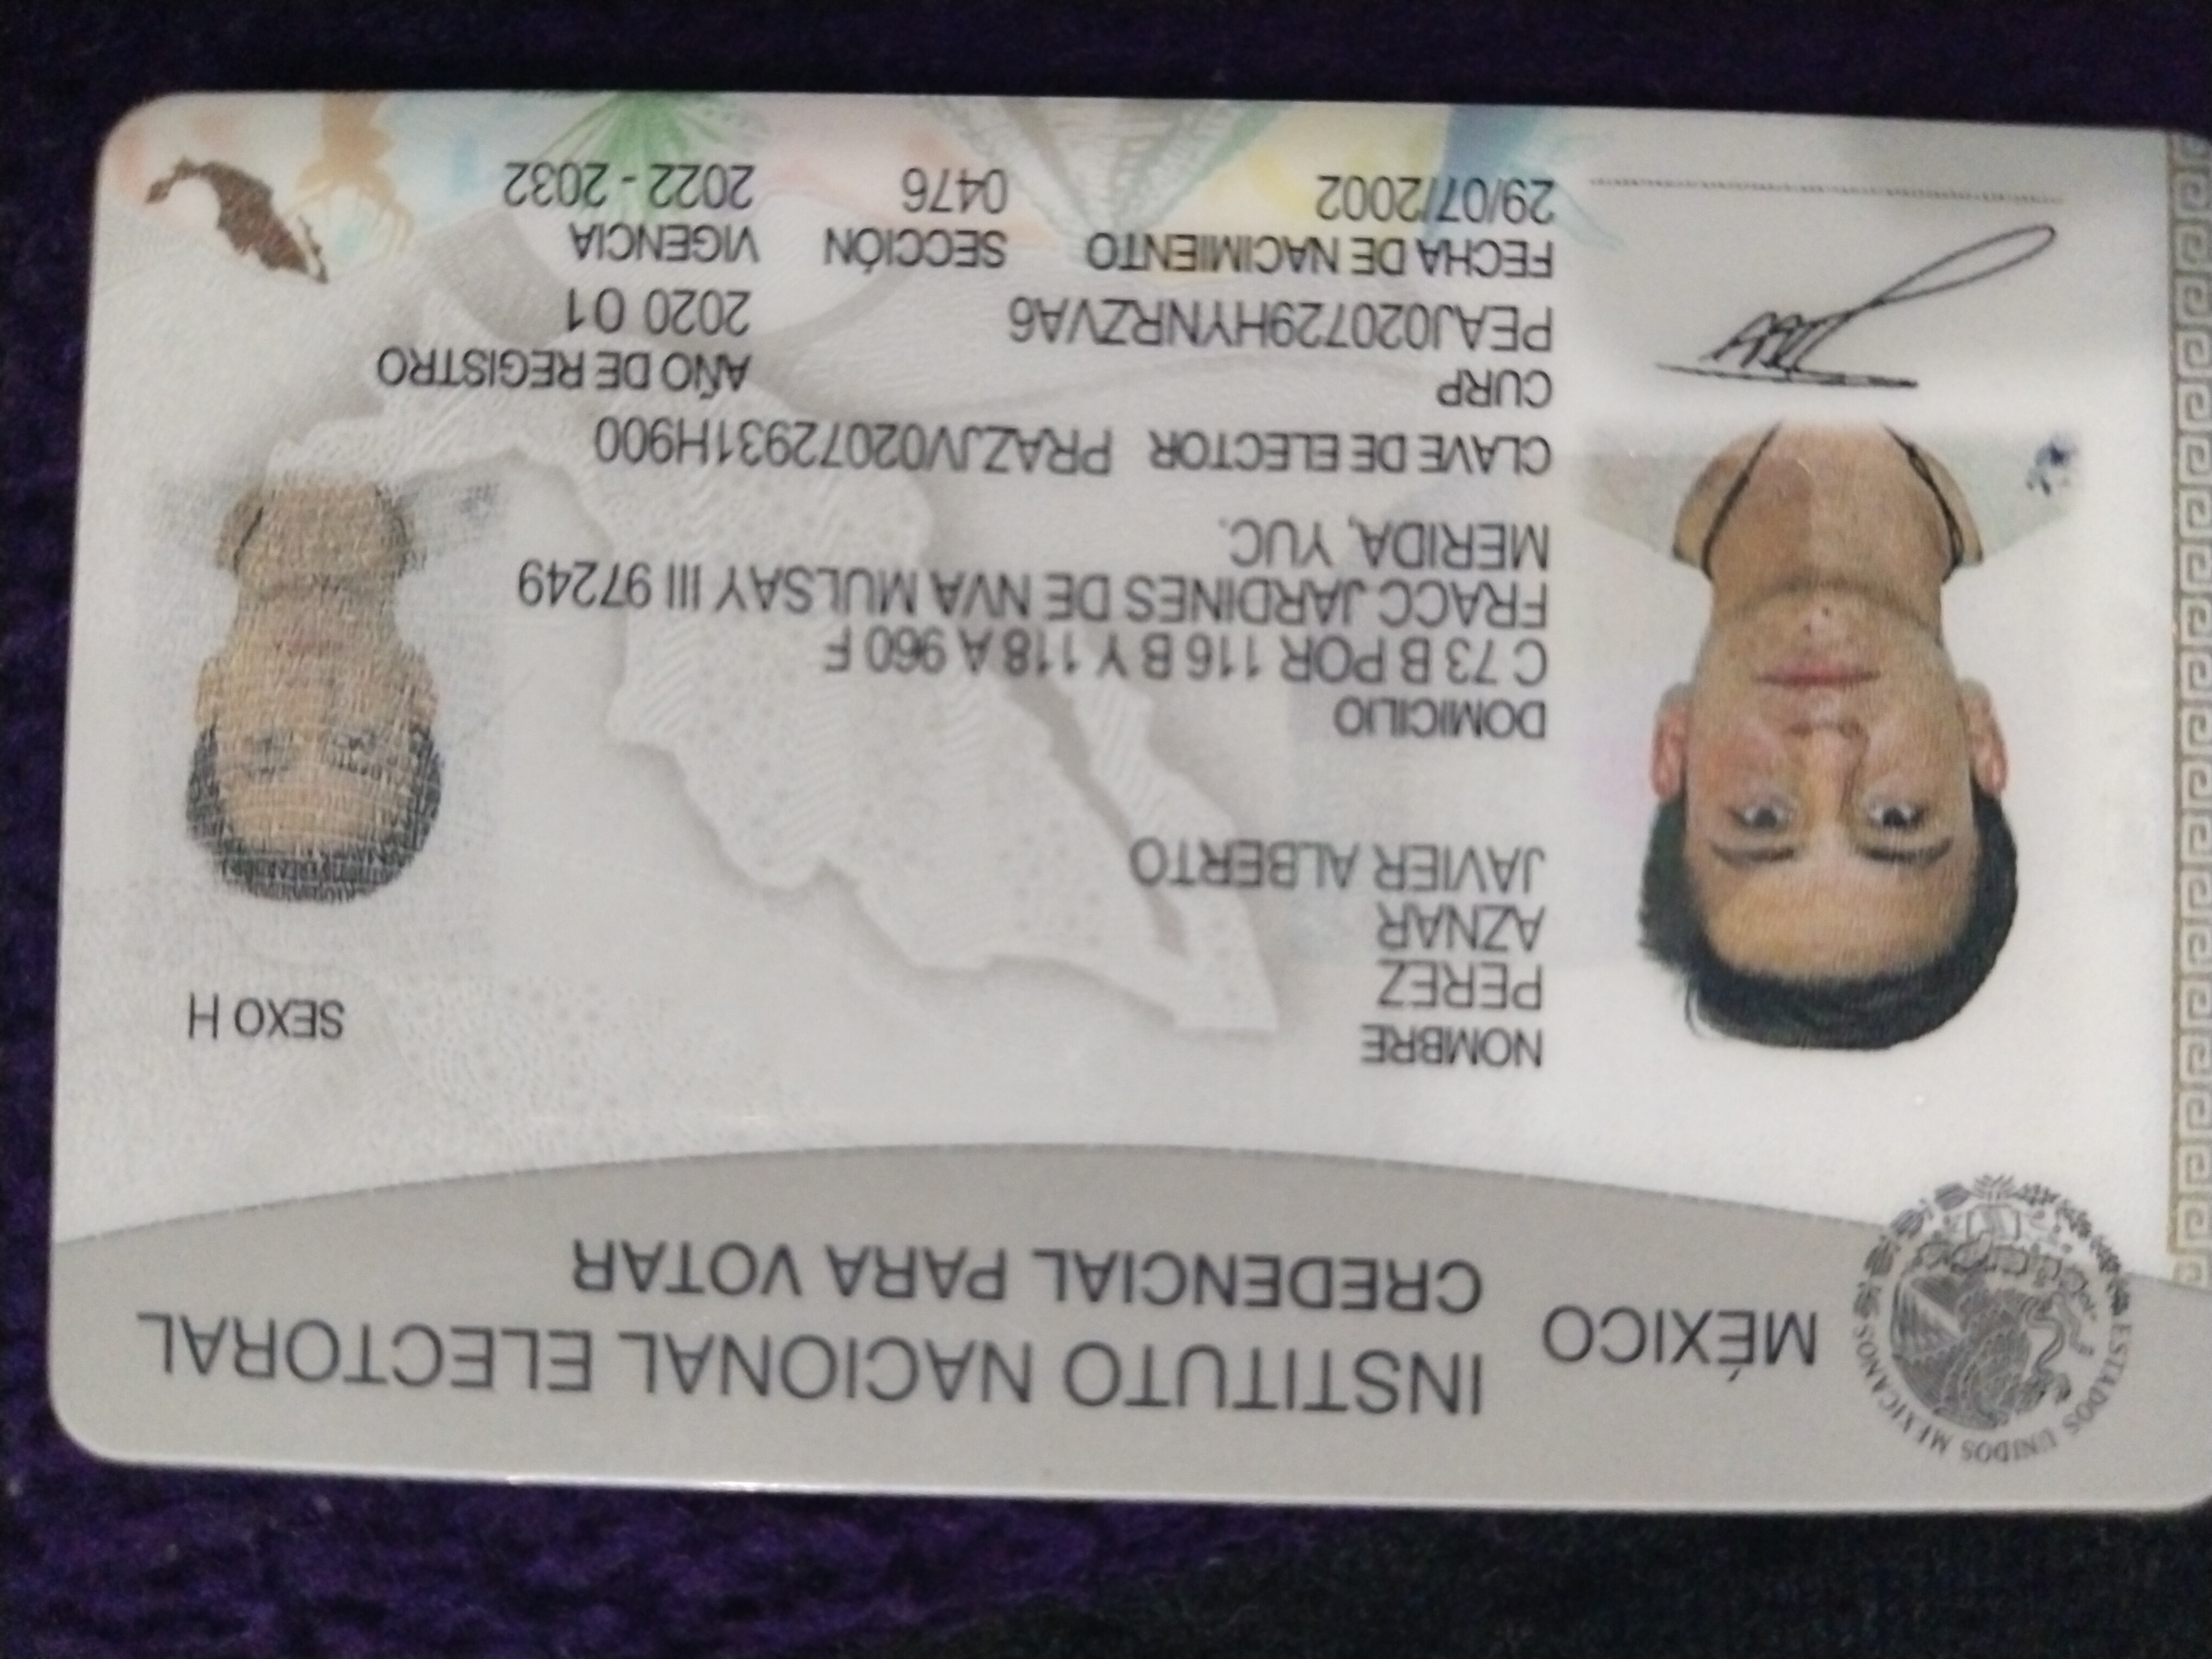 MÉXICO
INSTITUTO NACIONAL ELECTORAL
CREDENCIAL PARA VOTAR
ESTADOS UNIDOS MEXICANOS
NOMBRE
PEREZ
AZNAR
JAVIER ALBERTO
SEXO H
DOMICILIO
C 73 B POR 116 B Y 118 A 960 F
FRACC JARDINES DE NVA MULSAY III 97249
MERIDA, YUC.
CLAVE DE ELECTOR PRAZJV02072931H900
CURP
PEAJ020729HYNRZVA6
AÑO DE REGISTRO
2020 01
FECHA DE NACIMIENTO
29/07/2002
SECCIÓN
0476
VIGENCIA
2022 - 2032